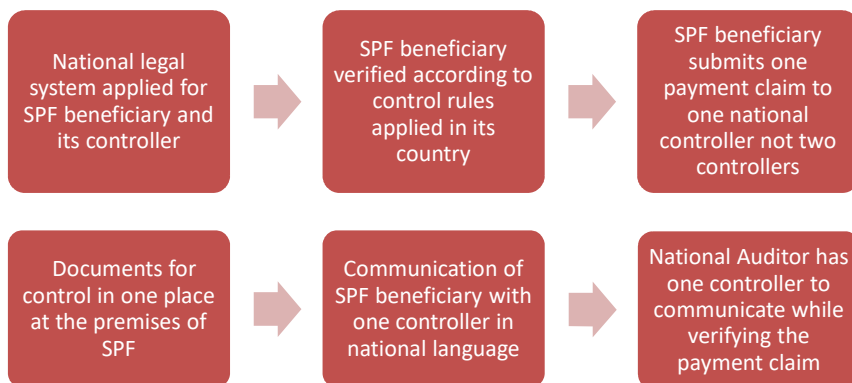 National legal
system applied for
SPF beneficiary and
its controller
SPF beneficiary
verified according to
control rules
applied in its
country
SPF beneficiary
submits one
payment claim to
one national
controller not two
controllers
Documents for
control in one place
at the premises of
SPF
Communication of
SPF beneficiary with
one controller in
national language
National Auditor has
one controller to
communicate while
verifying the
payment claim